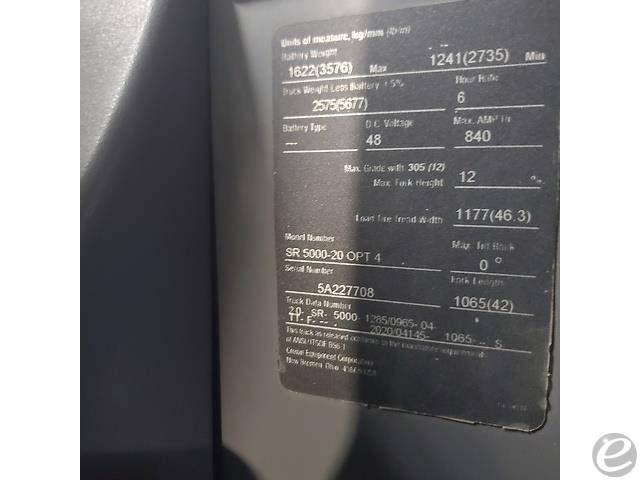 Units of measure, kg/mm (lb/in)
Battery Weight
1622(3576) Max 1241(2735) Min
Truck Weight Less Battery ±5% Hour Rate
2575(5677) 6
Battery Type D.C. Voltage Max. AMP Hr
--- 48 840
Max. Grade with 305 (12)
Max. Fork Height 12 %
Load Tire Tread Width 1177(46.3)
Model Number Max. Tilt Back
SR 5000-20 OPT 4 0 °
Serial Number Fork Length
5A227708 1065(42)
Truck Data Number
20- SR- 5000- 1285/0965- 04-
TT- F- --- 2020/04145- 1065- -- S
This truck as released conforms to the mandatory requirements
of ANSI/ITSDF B56.1
Crown Equipment Corporation
New Bremen, Ohio 45869 USA
e